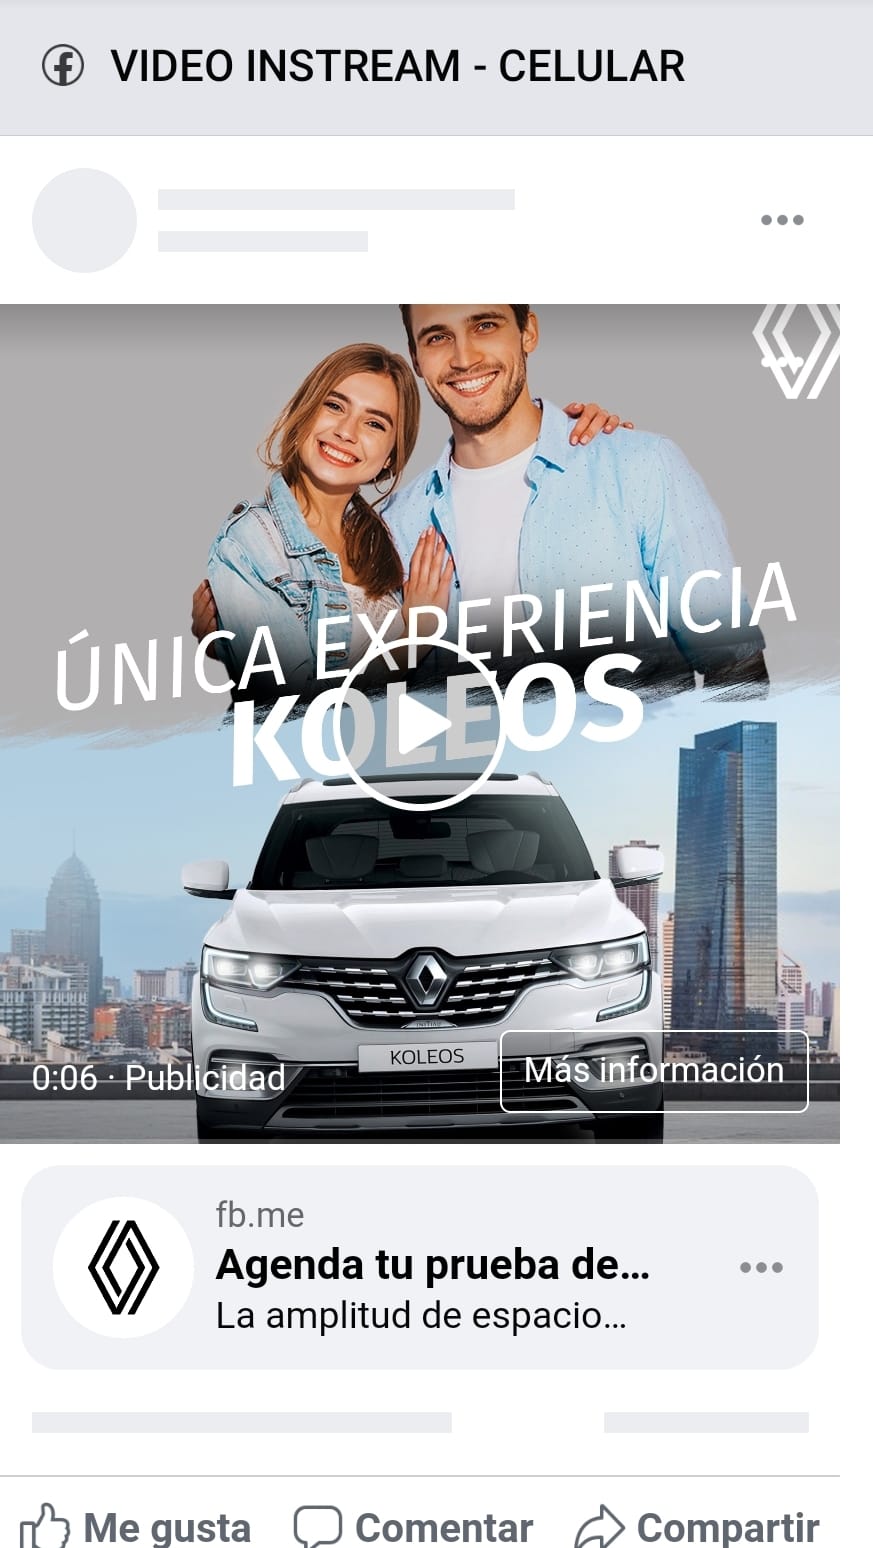 VIDEO INSTREAM - CELULAR
ÚNICA EXPERIENCIA
KOLEOS
KOLEOS
0:06 · Publicidad
Más información
fb.me
Agenda tu prueba de...
La amplitud de espacio...
Me gusta
Comentar
Compartir